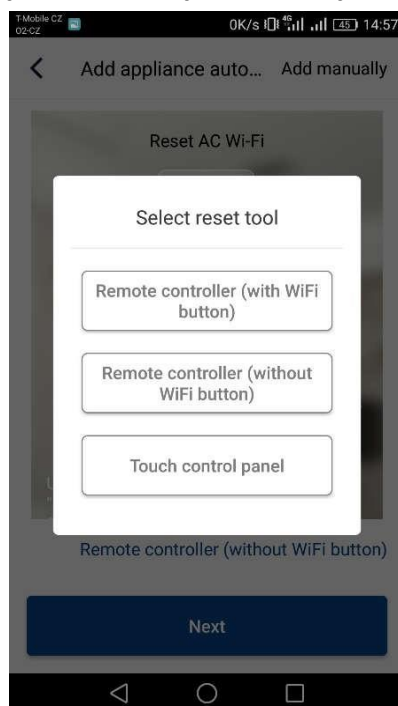 T-Mobile CZ
O2-CZ
0K/s 4G 45 14:57
Add appliance auto... Add manually
Reset AC Wi-Fi
Select reset tool
Remote controller (with WiFi
button)
Remote controller (without
WiFi button)
Touch control panel
Remote controller (without WiFi button)
Next